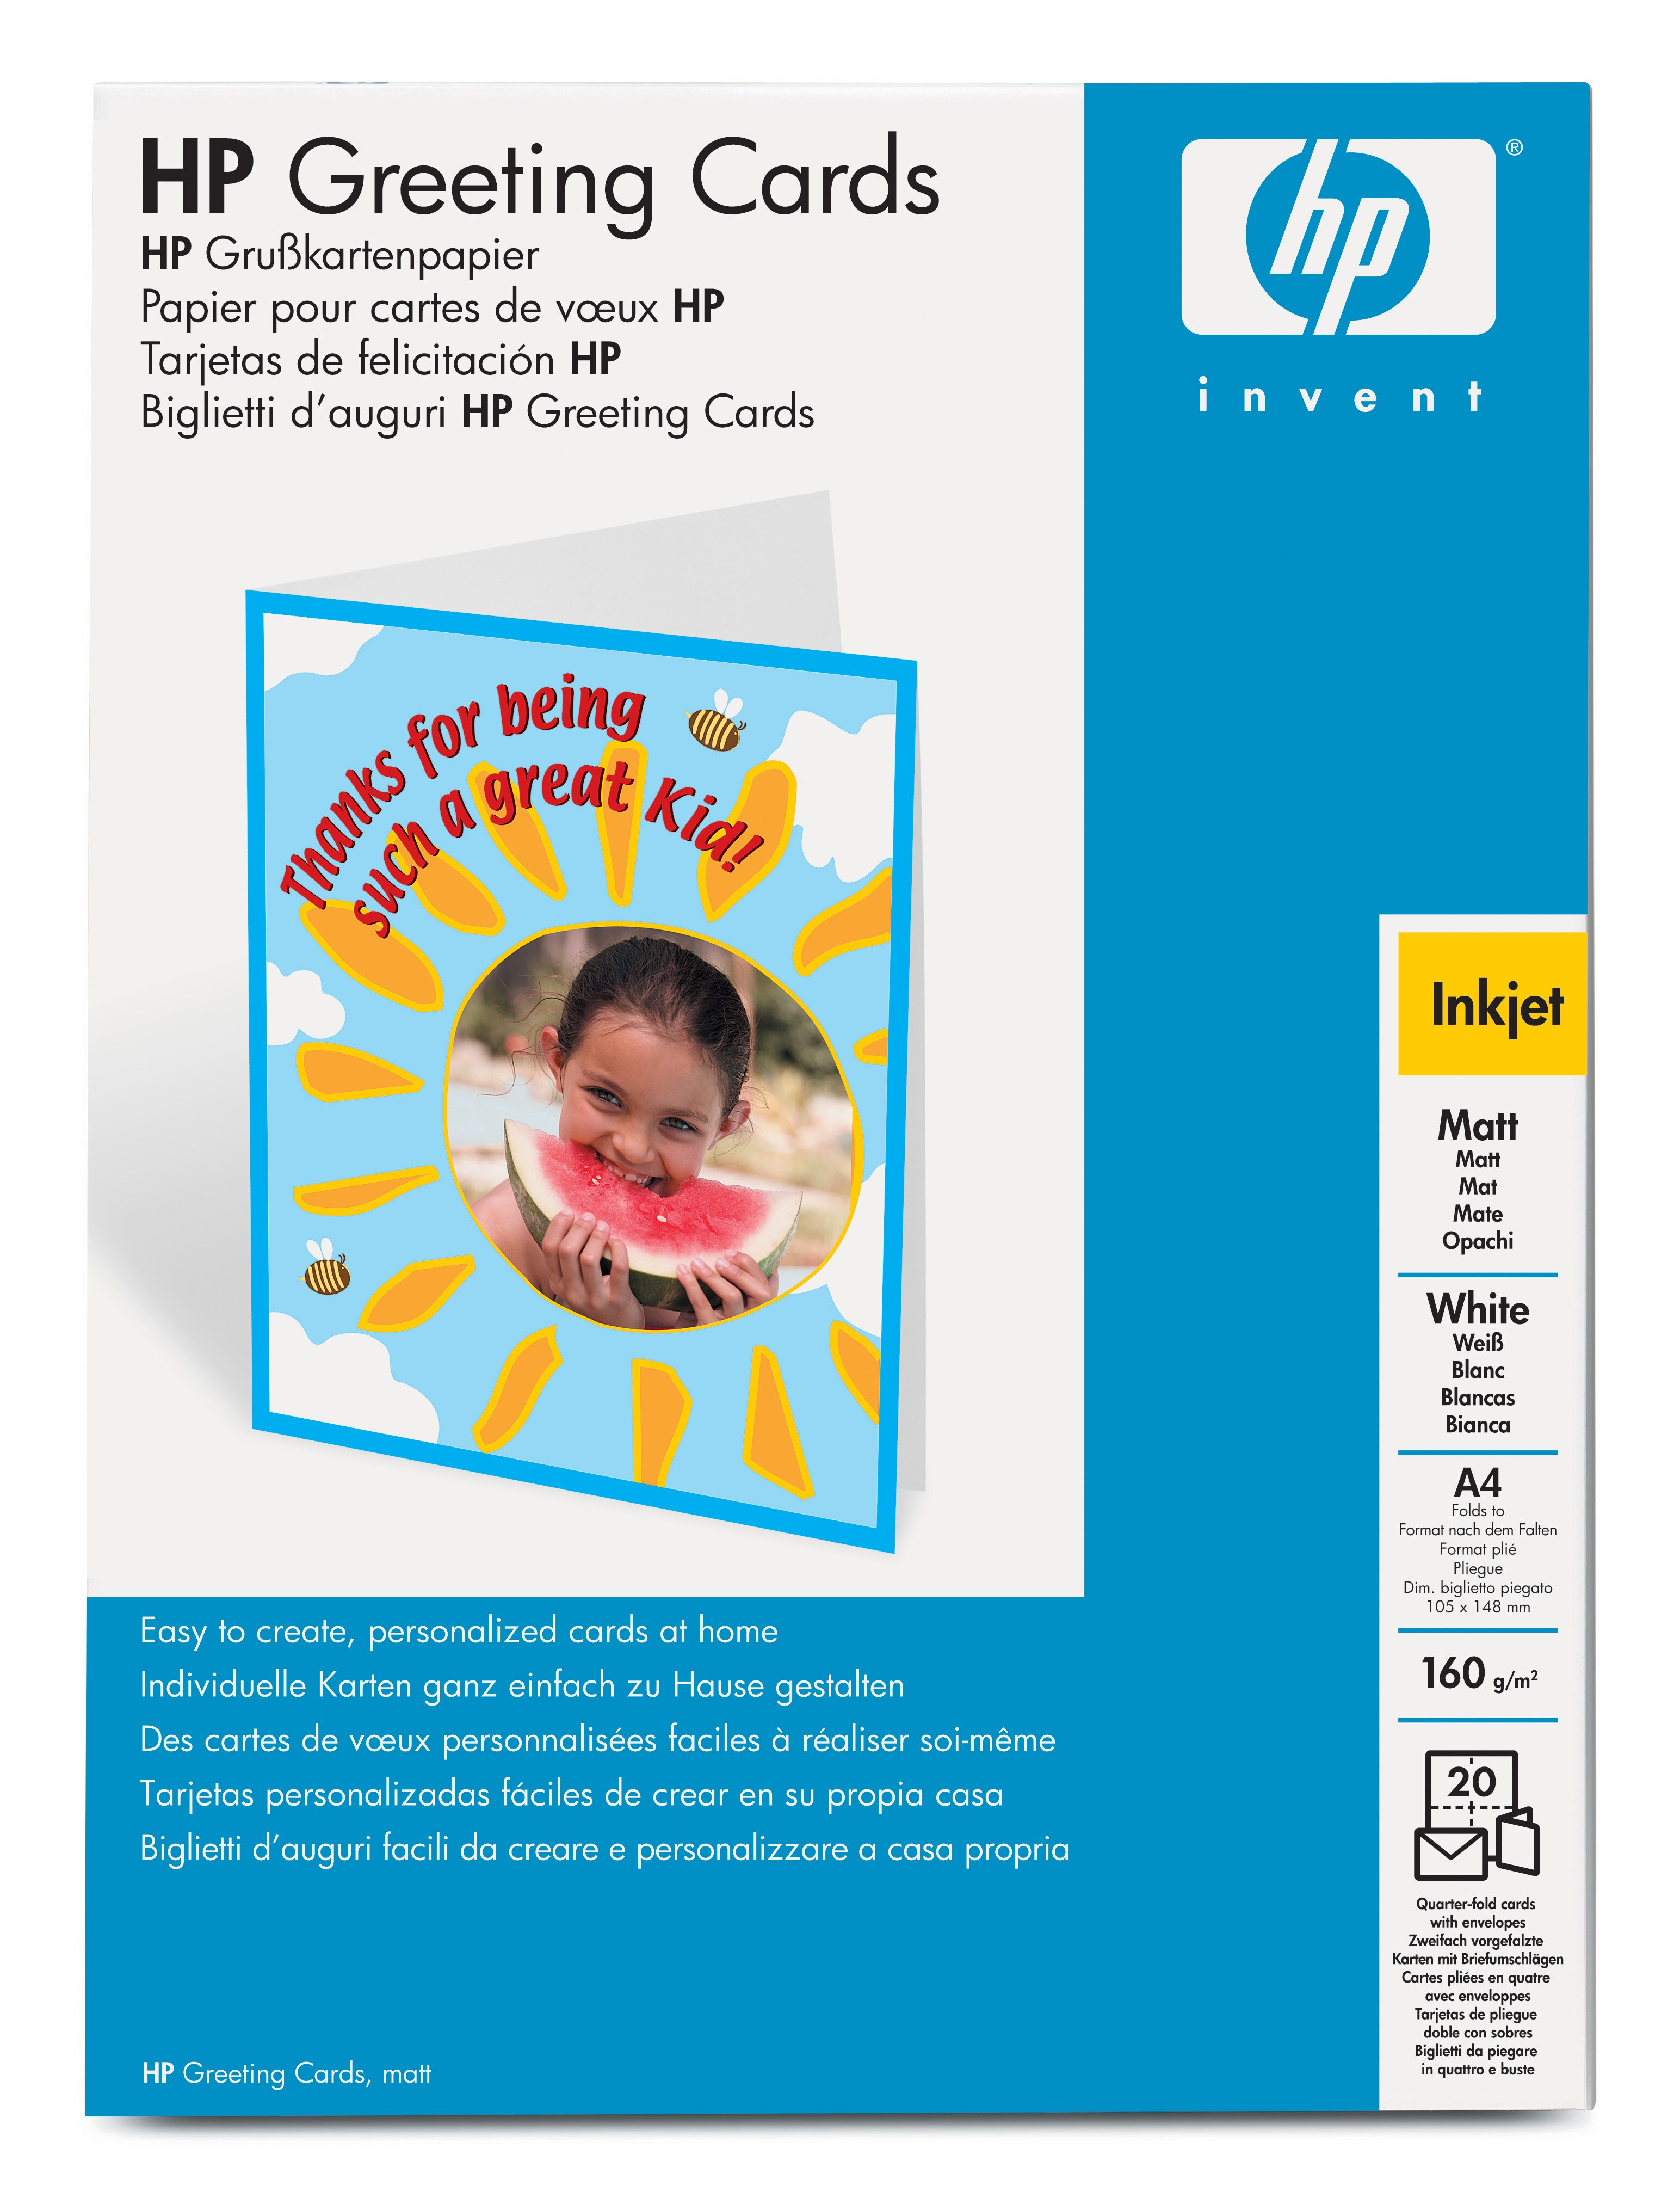 HP Greeting Cards
HP Grußkartenpapier
Papier pour cartes de vœux HP
Tarjetas de felicitación HP
Biglietti d’auguri HP Greeting Cards
hp ®
invent
Thanks for being
such a great Kid!
Inkjet
Matt
Matt
Mat
Mate
Opachi
White
Weiß
Blanc
Blancas
Bianca
A4
Folds to
Format nach dem Falten
Format plié
Pliegue
Dim. biglietto piegato
105 x 148 mm
160 g/m²
20
Quarter-fold cards
with envelopes
Zweifach vorgefalzte
Karten mit Briefumschlägen
Cartes pliées en quatre
avec enveloppes
Tarjetas de pliegue
doble con sobres
Biglietti da piegare
in quattro e buste
Easy to create, personalized cards at home
Individuelle Karten ganz einfach zu Hause gestalten
Des cartes de vœux personnalisées faciles à réaliser soi-même
Tarjetas personalizadas fáciles de crear en su propia casa
Biglietti d’auguri facili da creare e personalizzare a casa propria
HP Greeting Cards, matt